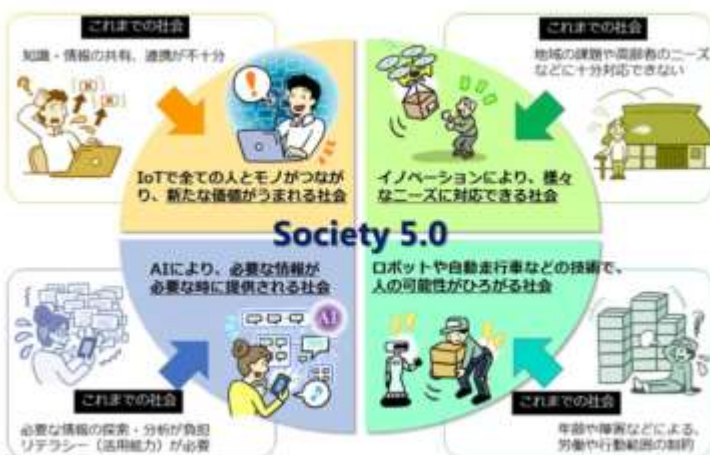 これまでの社会
知識・情報の共有、連携が不十分
IoTで全ての人とモノがつなが
り、新たな価値がうまれる社会
これまでの社会
地域の課題や高齢者のニーズ
などに十分対応できない
イノベーションにより、様々
なニーズに対応できる社会
Society 5.0
AIにより、必要な情報が
必要な時に提供される社会
AI
これまでの社会
必要な情報の探索・分析が負担
リテラシー（活用能力）が必要
ロボットや自動走行車などの技術で、
人の可能性がひろがる社会
これまでの社会
年齢や障害などによる、
労働や行動範囲の制約